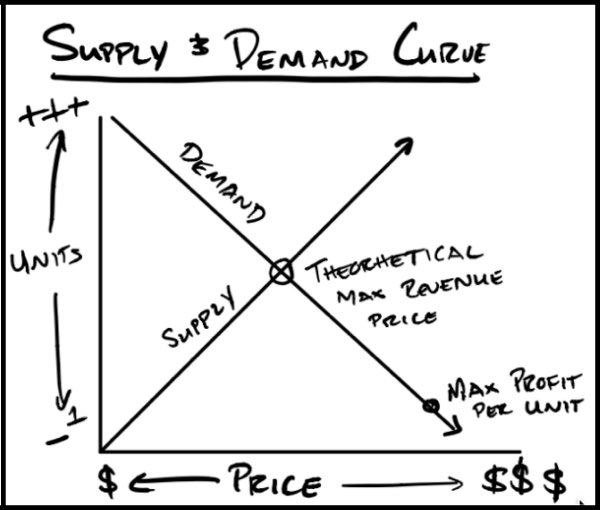 SUPPLY & DEMAND CURVE
+++
DEMAND
UNITS
THEORHETICAL
MAX REVENUE
PRICE
SUPPLY
MAX PROFIT
PER UNIT
1
–
$ PRICE $$$